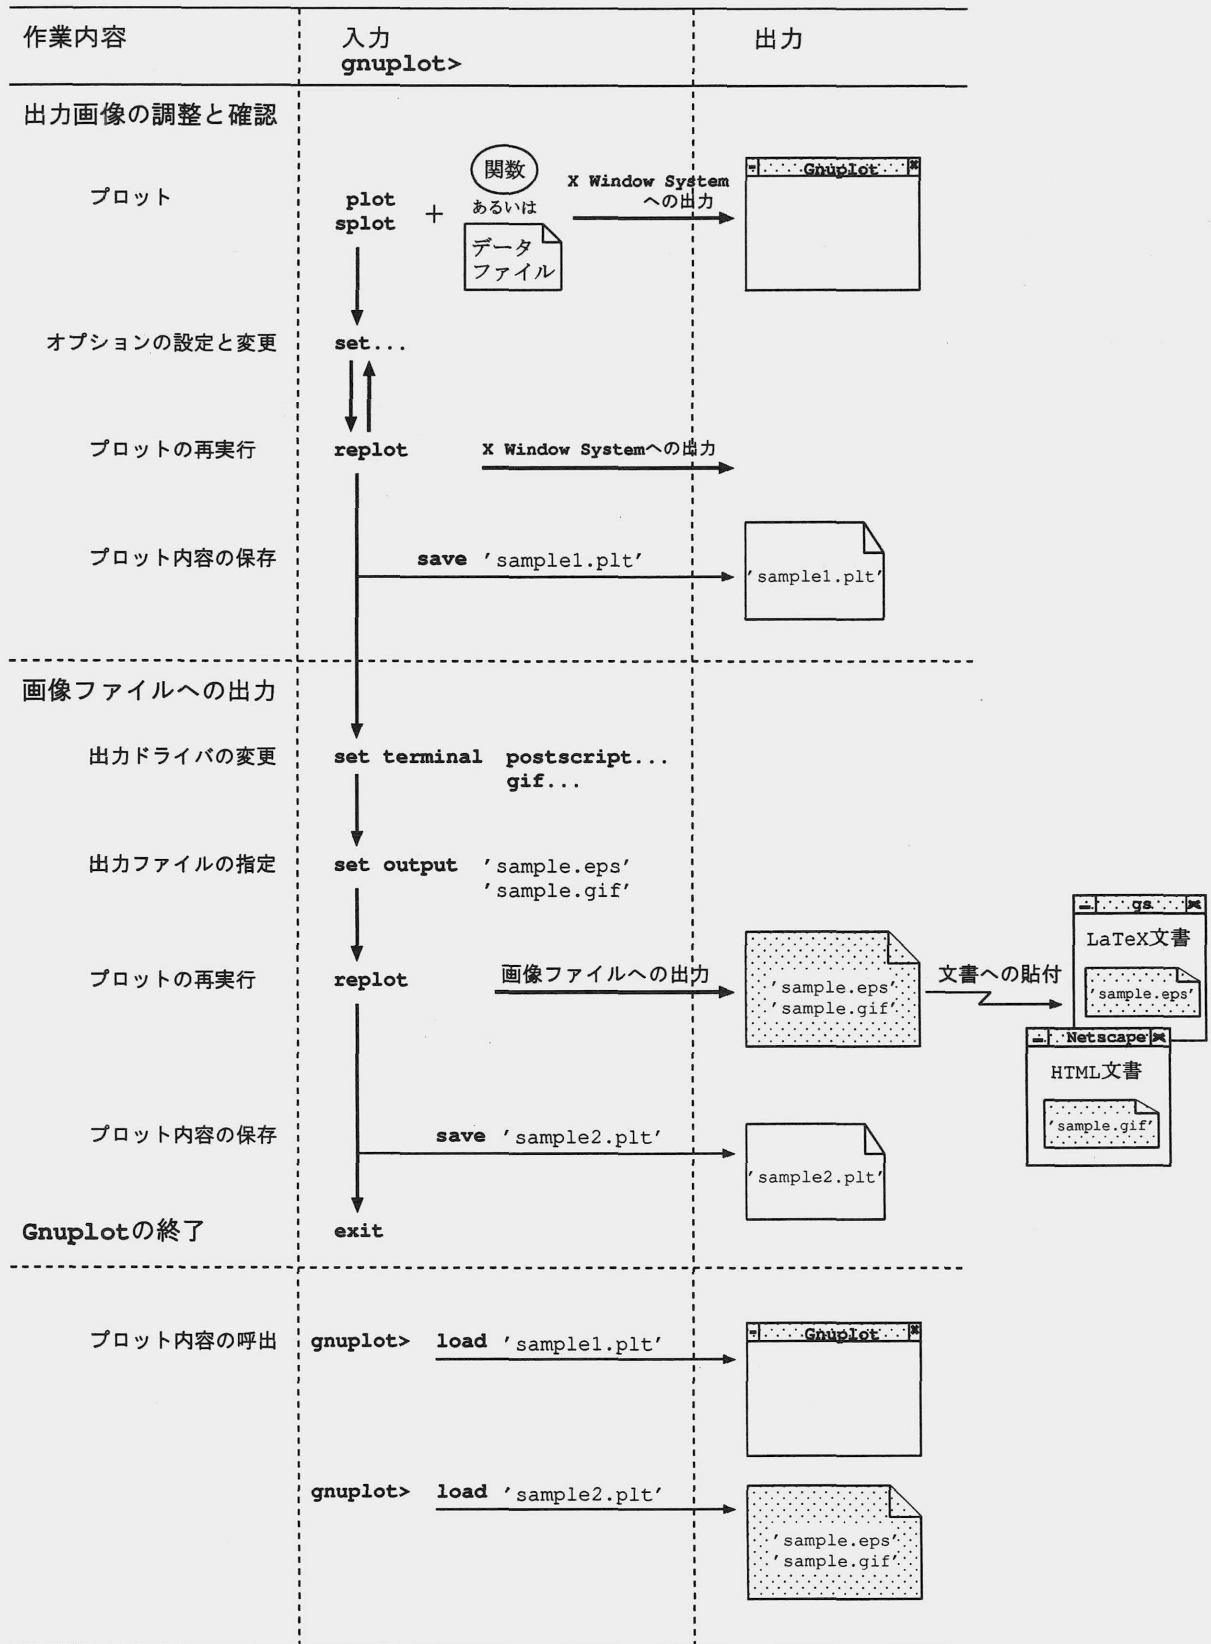 作業内容
入力
gnuplot>
出力
出力画像の調整と確認
プロット
plot
splot
+
関数
あるいは
データ
ファイル
X Window System
への出力
Gnuplot
オプションの設定と変更
set...
プロットの再実行
replot
X Window Systemへの出力
プロット内容の保存
save 'sample1.plt'
'sample1.plt'
画像ファイルへの出力
出力ドライバの変更
set terminal postscript...
gif...
出力ファイルの指定
set output 'sample.eps'
'sample.gif'
プロットの再実行
replot
画像ファイルへの出力
'sample.eps'
'sample.gif'
文書への貼付
gs
LaTeX文書
'sample.eps'
Netscape
HTML文書
'sample.gif'
プロット内容の保存
save 'sample2.plt'
'sample2.plt'
Gnuplotの終了
exit
プロット内容の呼出
gnuplot> load 'sample1.plt'
Gnuplot
gnuplot> load 'sample2.plt'
'sample.eps'
'sample.gif'